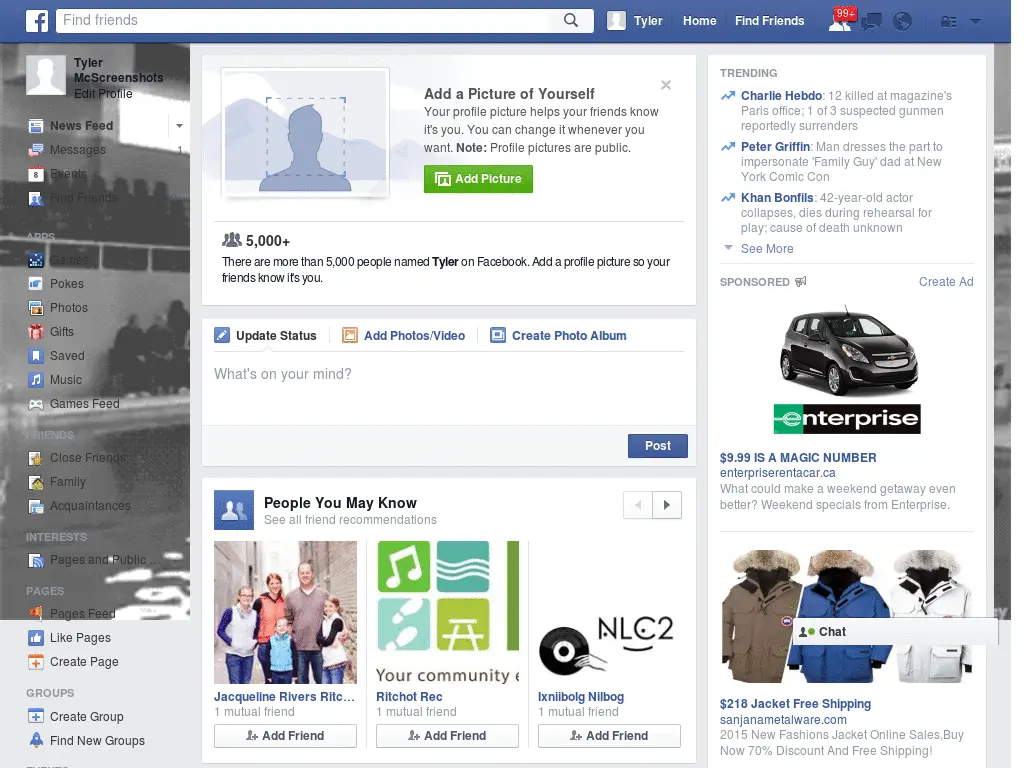 Find friends
Tyler
Home
Find Friends
99+
Tyler
McScreenshots
Edit Profile
News Feed
Messages
1
8
Events
Find Friends
APPS
Games
Pokes
Photos
Gifts
Saved
Music
Games Feed
FRIENDS
Close Friends
Family
Acquaintances
INTERESTS
Pages and Public ...
PAGES
Pages Feed
Like Pages
Create Page
GROUPS
Create Group
Find New Groups
EVENTS
Add a Picture of Yourself
Your profile picture helps your friends know
it's you. You can change it whenever you
want. Note: Profile pictures are public.
Add Picture
5,000+
There are more than 5,000 people named Tyler on Facebook. Add a profile picture so your
friends know it's you.
Update Status
Add Photos/Video
Create Photo Album
What's on your mind?
Post
People You May Know
See all friend recommendations
Jacqueline Rivers Ritc...
1 mutual friend
Add Friend
Your community
Ritchot Rec
1 mutual friend
Add Friend
NLC2
Ixniibolg Nilbog
1 mutual friend
Add Friend
TRENDING
Charlie Hebdo: 12 killed at magazine's
Paris office; 1 of 3 suspected gunmen
reportedly surrenders
Peter Griffin: Man dresses the part to
impersonate 'Family Guy' dad at New
York Comic Con
Khan Bonfils: 42-year-old actor
collapses, dies during rehearsal for
play; cause of death unknown
See More
SPONSORED
Create Ad
enterprise
$9.99 IS A MAGIC NUMBER
enterpriserentacar.ca
What could make a weekend getaway even
better? Weekend specials from Enterprise.
Chat
$218 Jacket Free Shipping
sanjanametalware.com
2015 New Fashions Jacket Online Sales,Buy
Now 70% Discount And Free Shipping!